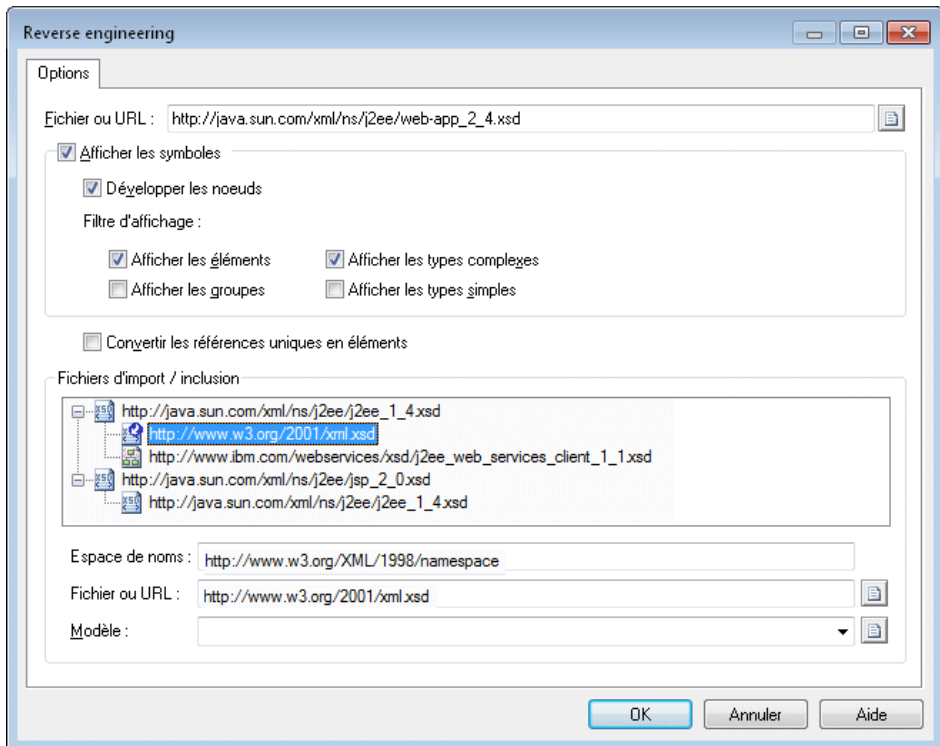 Reverse engineering
Options
Fichier ou URL : http://java.sun.com/xml/ns/j2ee/web-app_2_4.xsd
Afficher les symboles
Développer les noeuds
Filtre d'affichage :
Afficher les éléments Afficher les types complexes
Afficher les groupes Afficher les types simples
Convertir les références uniques en éléments
Fichiers d'import / inclusion
http://java.sun.com/xml/ns/j2ee/j2ee_1_4.xsd
http://www.w3.org/2001/xml.xsd
http://www.ibm.com/webservices/xsd/j2ee_web_services_client_1_1.xsd
http://java.sun.com/xml/ns/j2ee/jsp_2_0.xsd
http://java.sun.com/xml/ns/j2ee/j2ee_1_4.xsd
Espace de noms : http://www.w3.org/XML/1998/namespace
Fichier ou URL : http://www.w3.org/2001/xml.xsd
Modèle :
OK Annuler Aide